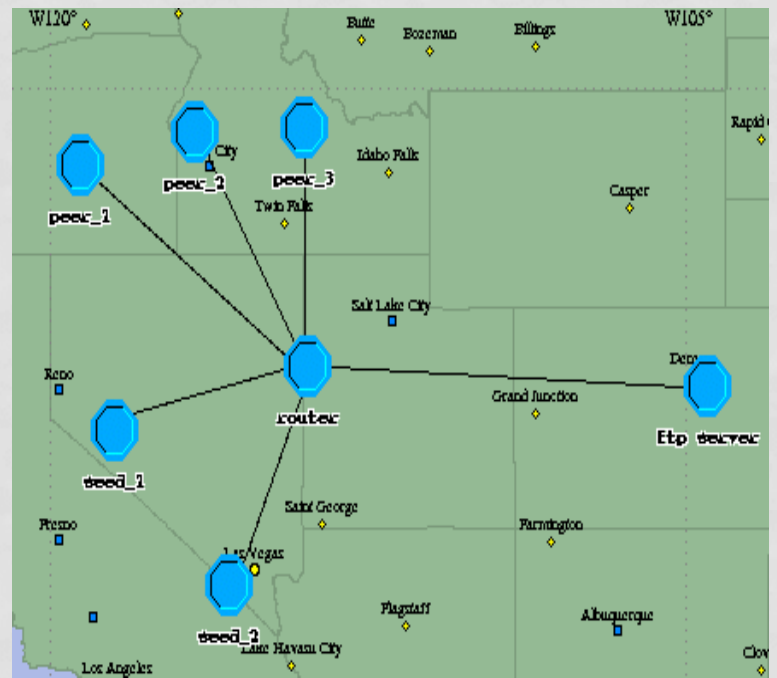 W120°
W105°
Butte
Bozeman
Billings
Rapid
City
Idaho Falls
peer_2
peer_3
Casper
peer_1
Twin Falls
Salt Lake City
Reno
Denv
Grand Junction
router
ftp server
seed_1
Saint George
Fresno
Farmington
Las Vegas
Flagstaff
Albuquerque
seed_2
Lake Havasu City
Los Angeles
Clov